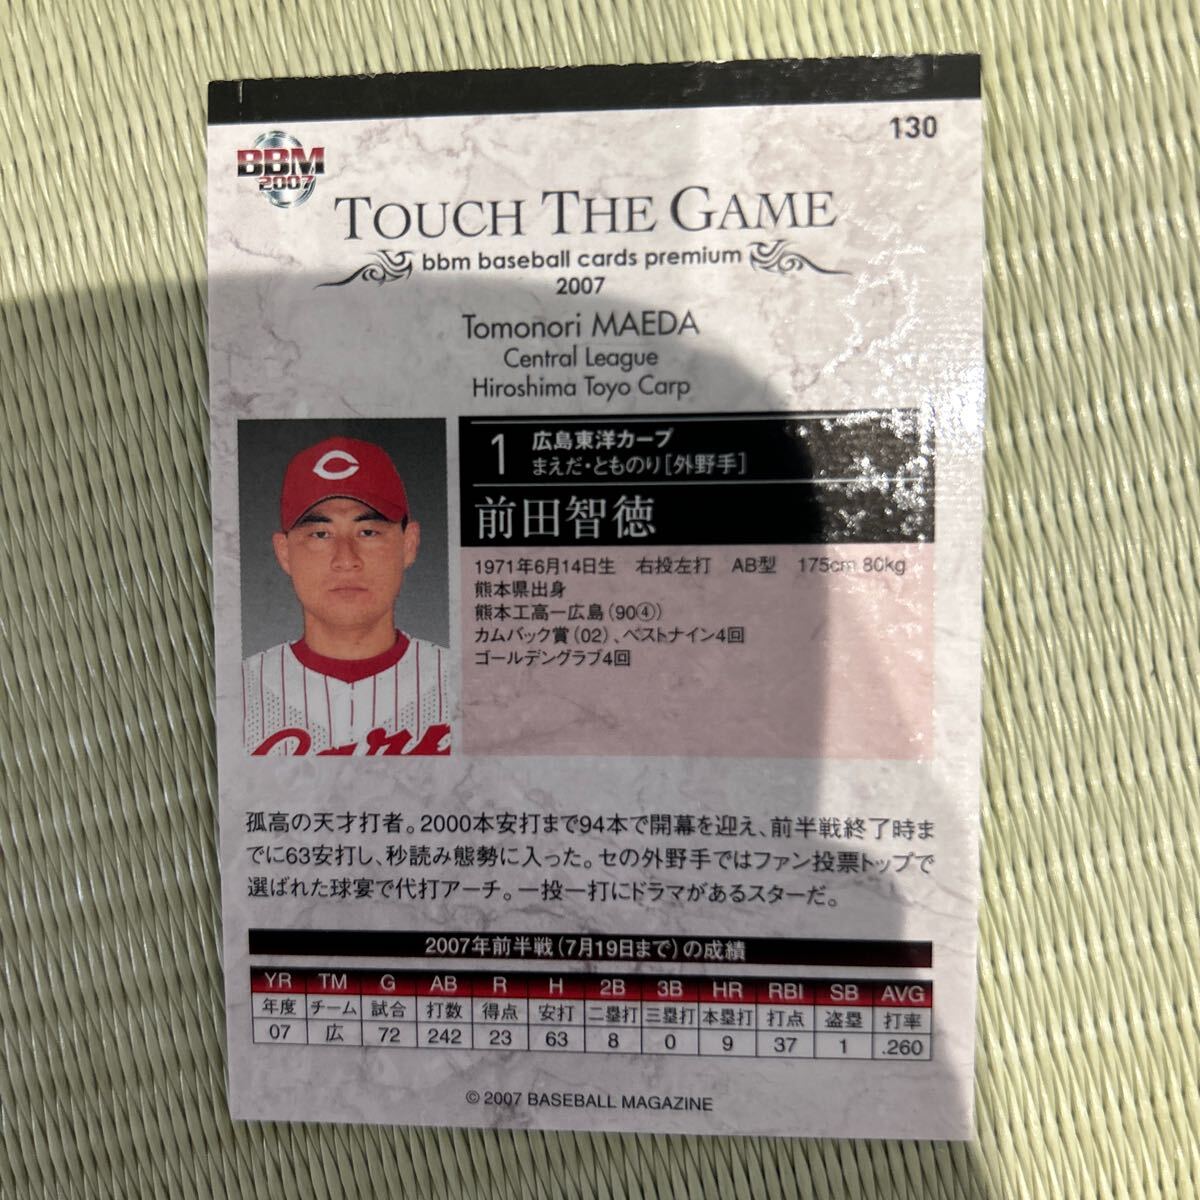 130
BBM
2007
TOUCH THE GAME
bbm baseball cards premium
2007
Tomonori MAEDA
Central League
Hiroshima Toyo Carp
1 広島東洋カープ
まえだ・とものり[外野手]
前田智徳
1971年6月14日生 右投左打 AB型 175cm 80kg
熊本県出身
熊本工高ー広島(90④)
カムバック賞(02)、ベストナイン4回
ゴールデングラブ4回
C
Carp
孤高の天才打者。2000本安打まで94本で開幕を迎え、前半戦終了時ま
でに63安打し、秒読み態勢に入った。セの外野手ではファン投票トップで
選ばれた球宴で代打アーチ。一投一打にドラマがあるスターだ。
2007年前半戦(7月19日まで)の成績
YR TM G AB R H 2B 3B HR RBI SB AVG
年度 チーム 試合 打数 得点 安打 二塁打 三塁打 本塁打 打点 盗塁 打率
07 広 72 242 23 63 8 0 9 37 1 .260
© 2007 BASEBALL MAGAZINE